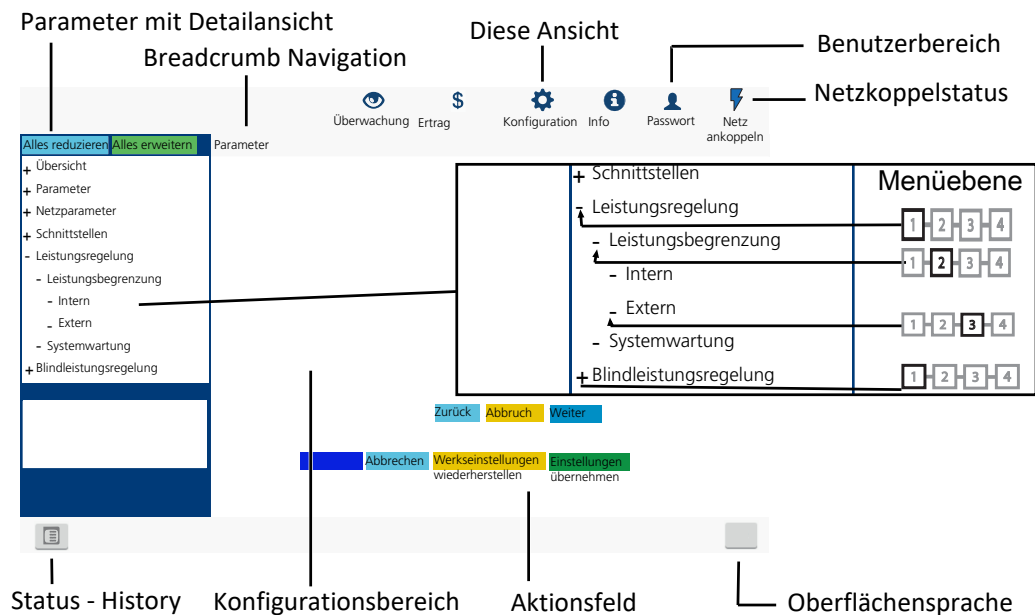 Parameter mit Detailansicht
Breadcrumb Navigation
Diese Ansicht
Benutzerbereich
Netzkoppelstatus
Überwachung
$
Ertrag
Konfiguration
Info
Passwort
Netz
ankoppeln
Alles reduzieren
Alles erweitern
Parameter
+ Übersicht
+ Parameter
+ Netzparameter
+ Schnittstellen
- Leistungsregelung
- Leistungsbegrenzung
- Intern
- Extern
- Systemwartung
+ Blindleistungsregelung
+ Schnittstellen
Menüebene
- Leistungsregelung
1 2 3 4
- Leistungsbegrenzung
1 2 3 4
- Intern
- Extern
1 2 3 4
- Systemwartung
+ Blindleistungsregelung
1 2 3 4
Zurück
Abbruch
Weiter
Abbrechen
Werkseinstellungen
wiederherstellen
Einstellungen
übernehmen
Status - History
Konfigurationsbereich
Aktionsfeld
Oberflächensprache